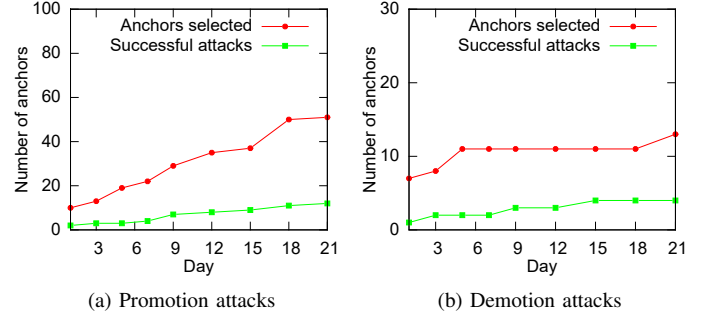 Number of anchors
100
80
60
40
20
0
Anchors selected
Successful attacks
3 6 9 12 15 18 21
Day
(a) Promotion attacks
Number of anchors
30
20
10
0
Anchors selected
Successful attacks
3 6 9 12 15 18 21
Day
(b) Demotion attacks